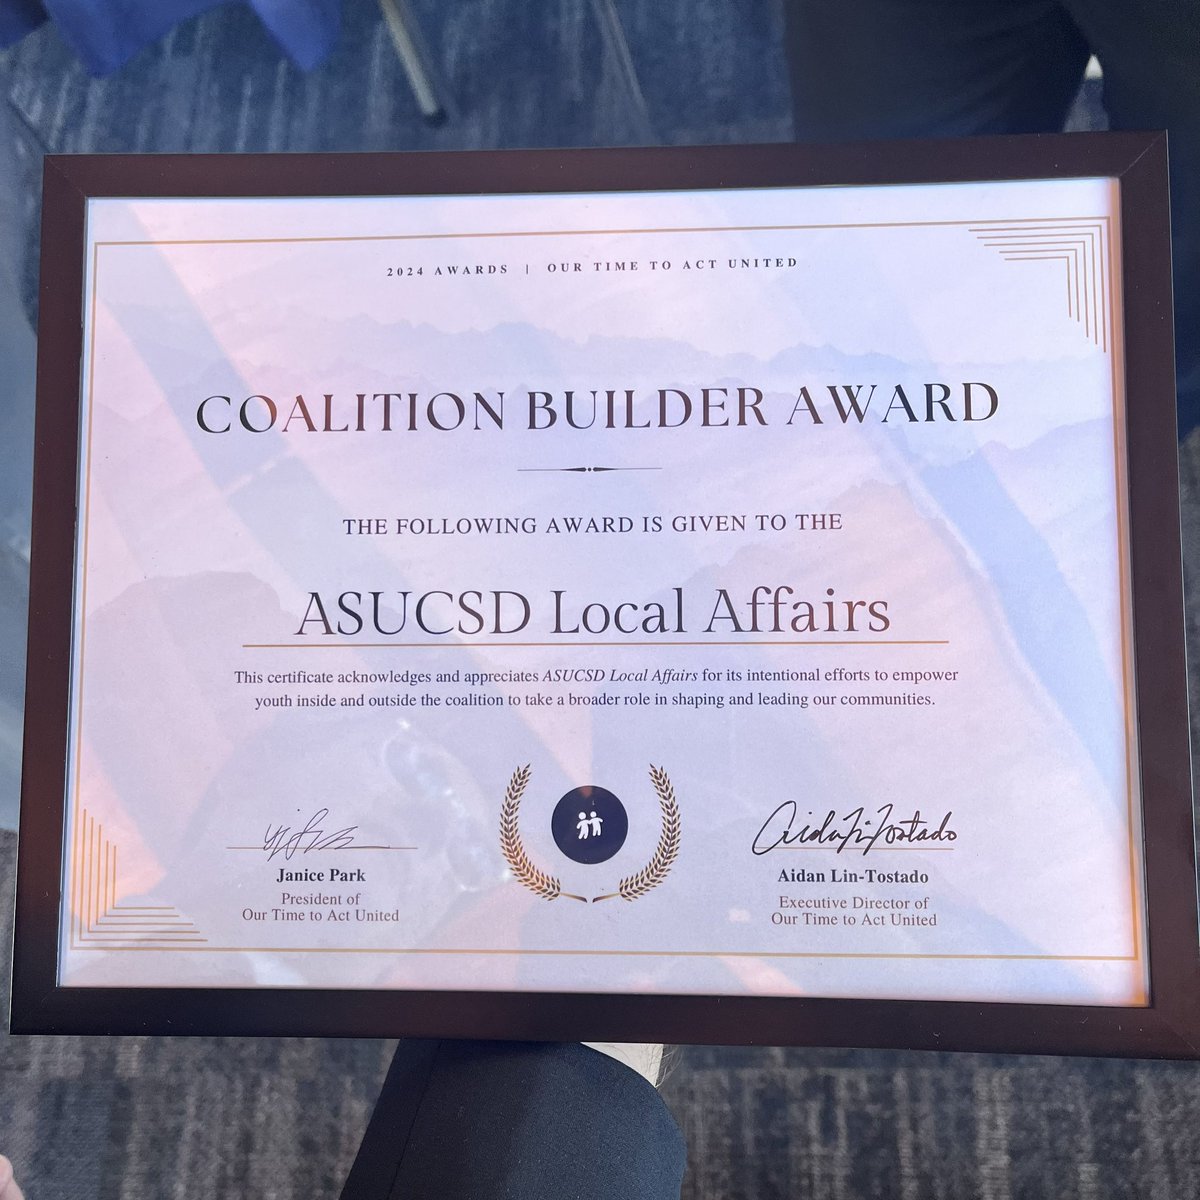 2024 AWARDS | OUR TIME TO ACT UNITED
COALITION BUILDER AWARD
THE FOLLOWING AWARD IS GIVEN TO THE
ASUCSD Local Affairs
This certificate acknowledges and appreciates ASUCSD Local Affairs for its intentional efforts to empower
youth inside and outside the coalition to take a broader role in shaping and leading our communities.
Janice Park
President of
Our Time to Act United
Aidan Lin-Tostado
Aidan Lin-Tostado
Executive Director of
Our Time to Act United